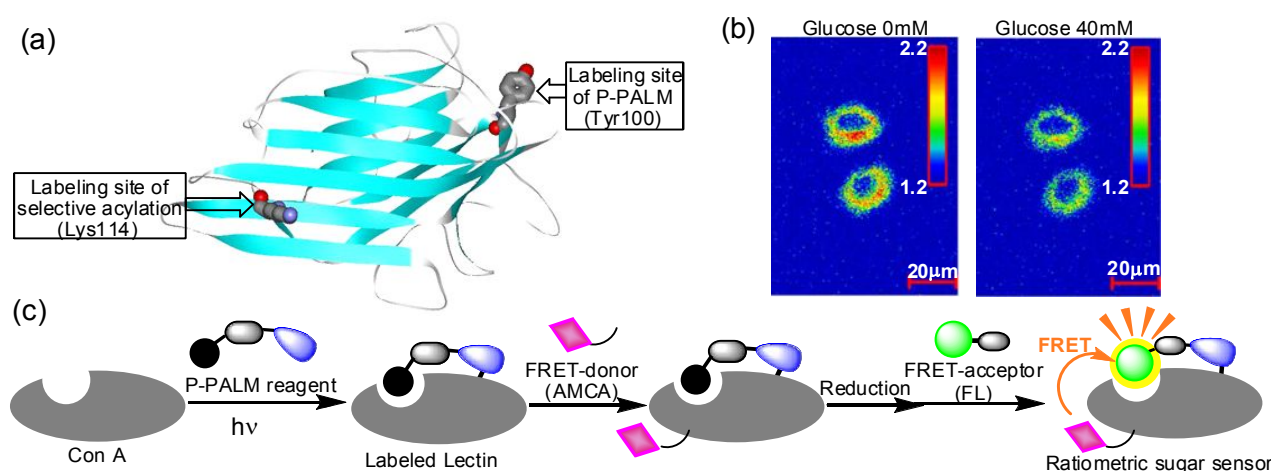 (a)
Labeling site
of P-PALM
(Tyr100)
Labeling site of
selective acylation
(Lys114)
(b)
Glucose 0mM
Glucose 40mM
2.2
2.2
1.2
1.2
20μm
20μm
(c)
P-PALM reagent
hν
FRET-donor
(AMCA)
Reduction
FRET-acceptor
(FL)
FRET
Con A
Labeled Lectin
Ratiometric sugar sensor